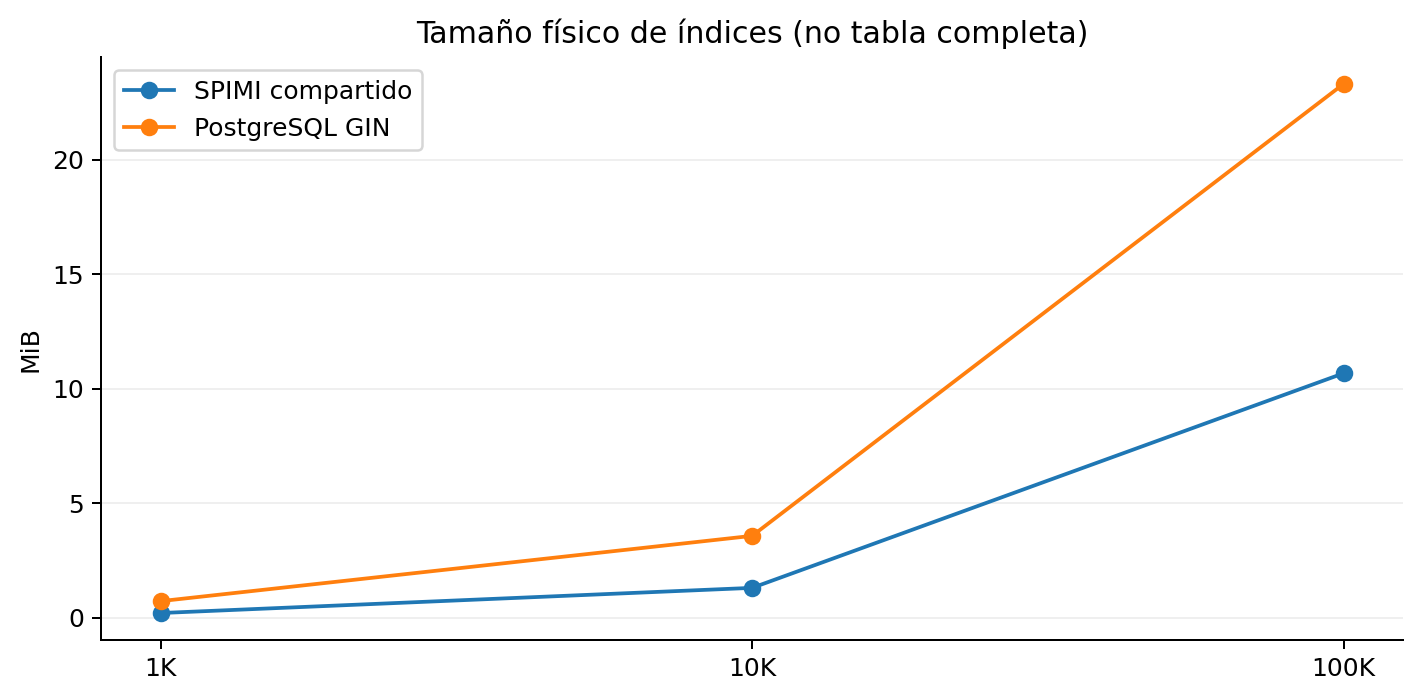 Tamaño físico de índices (no tabla completa)
SPIMI compartido
PostgreSQL GIN
MiB
20
15
10
5
0
1K
10K
100K